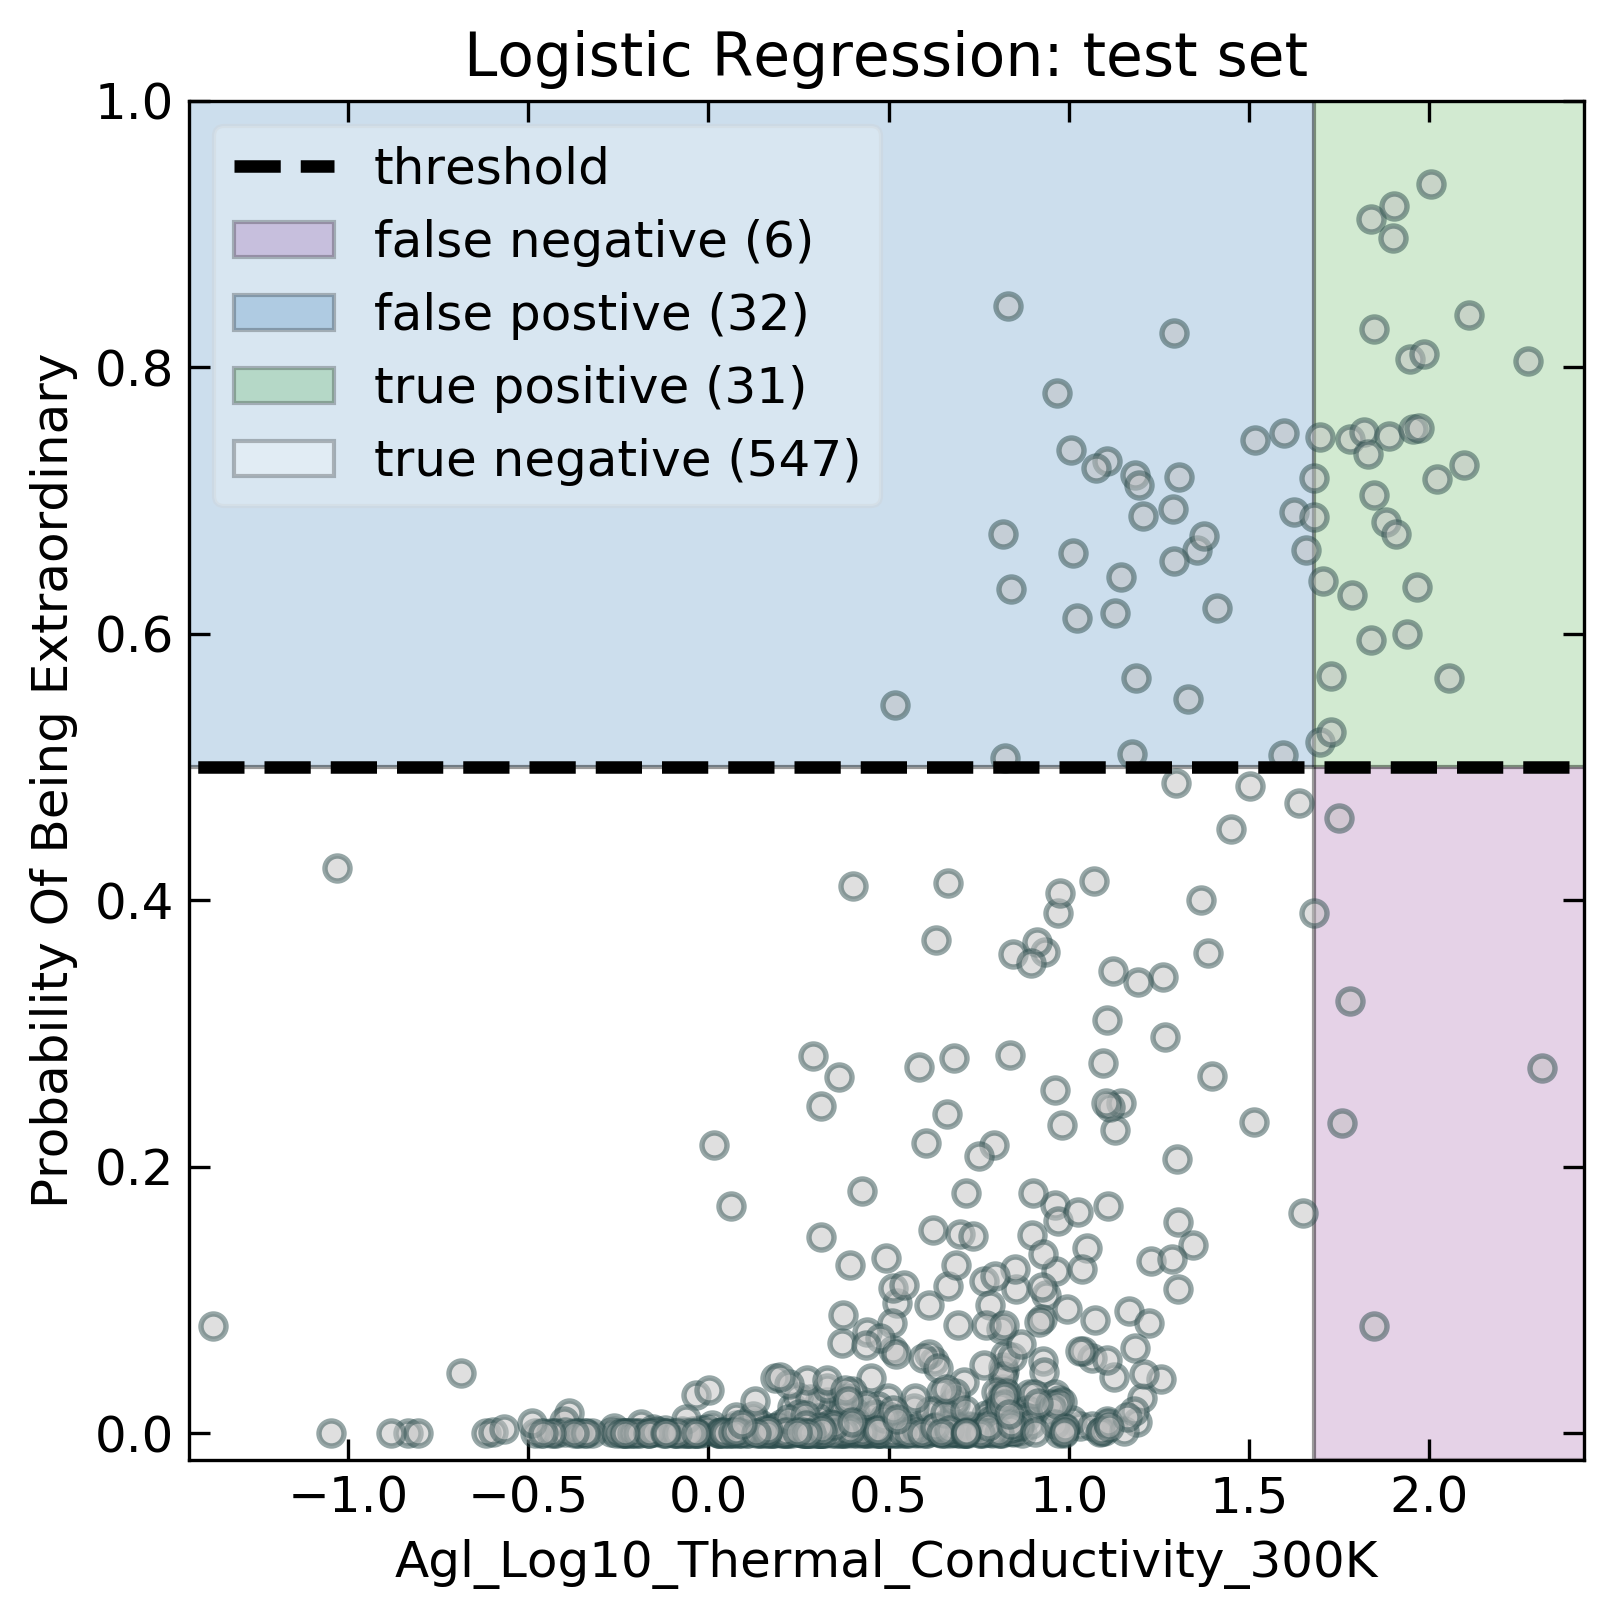 Logistic Regression: test set
1.0
0.8
0.6
0.4
0.2
0.0
Probability Of Being Extraordinary
threshold
false negative (6)
false postive (32)
true positive (31)
true negative (547)
−1.0
−0.5
0.0
0.5
1.0
1.5
2.0
Agl_Log10_Thermal_Conductivity_300K